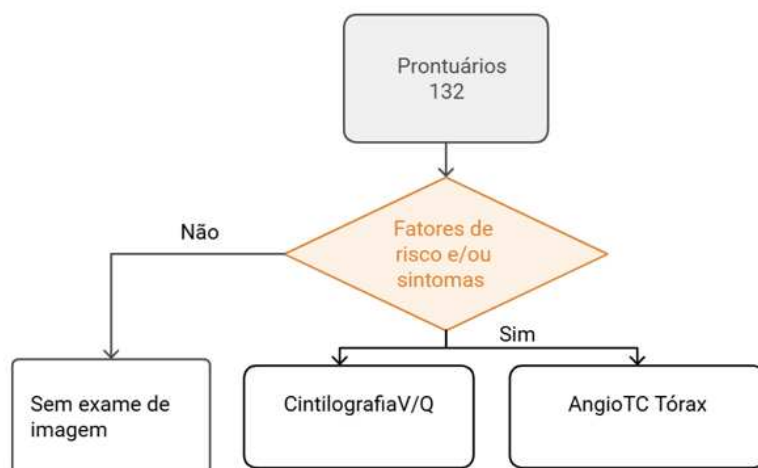 Prontuários
132
Fatores de
risco e/ou
sintomas
Não
Sim
Sem exame de
imagem
CintilografiaV/Q
AngioTC Tórax